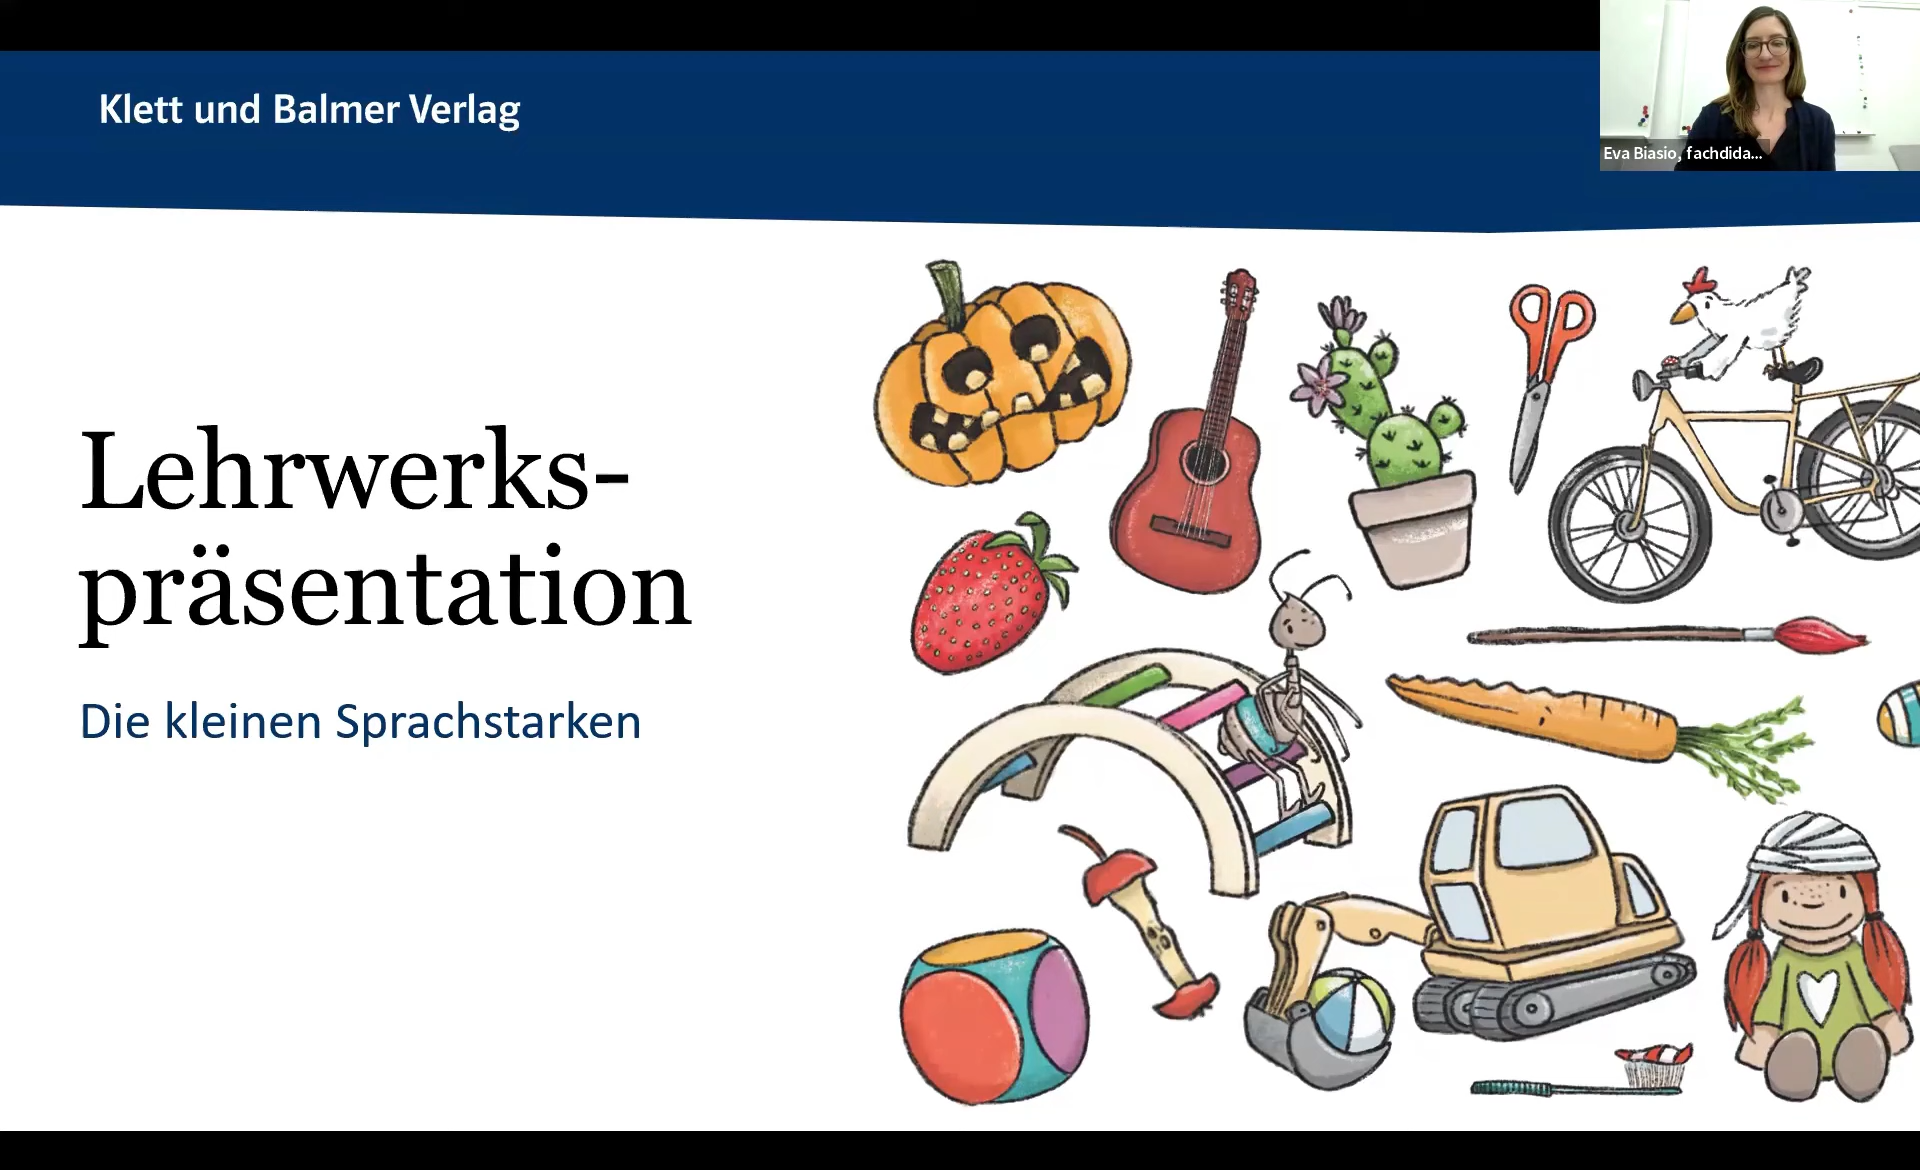 Klett und Balmer Verlag
Eva Biasio, fachdida...
Lehrwerks-
präsentation
Die kleinen Sprachstarken